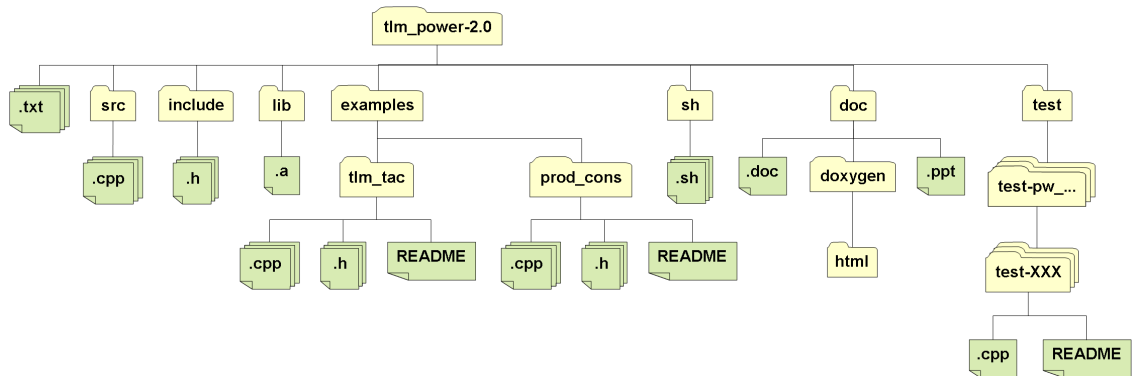 tlm_power-2.0
.txt
src
include
lib
examples
sh
doc
test
.cpp
.h
.a
tlm_tac
prod_cons
.sh
.doc
doxygen
.ppt
test-pw_...
.cpp
.h
README
.cpp
.h
README
html
test-XXX
.cpp
README